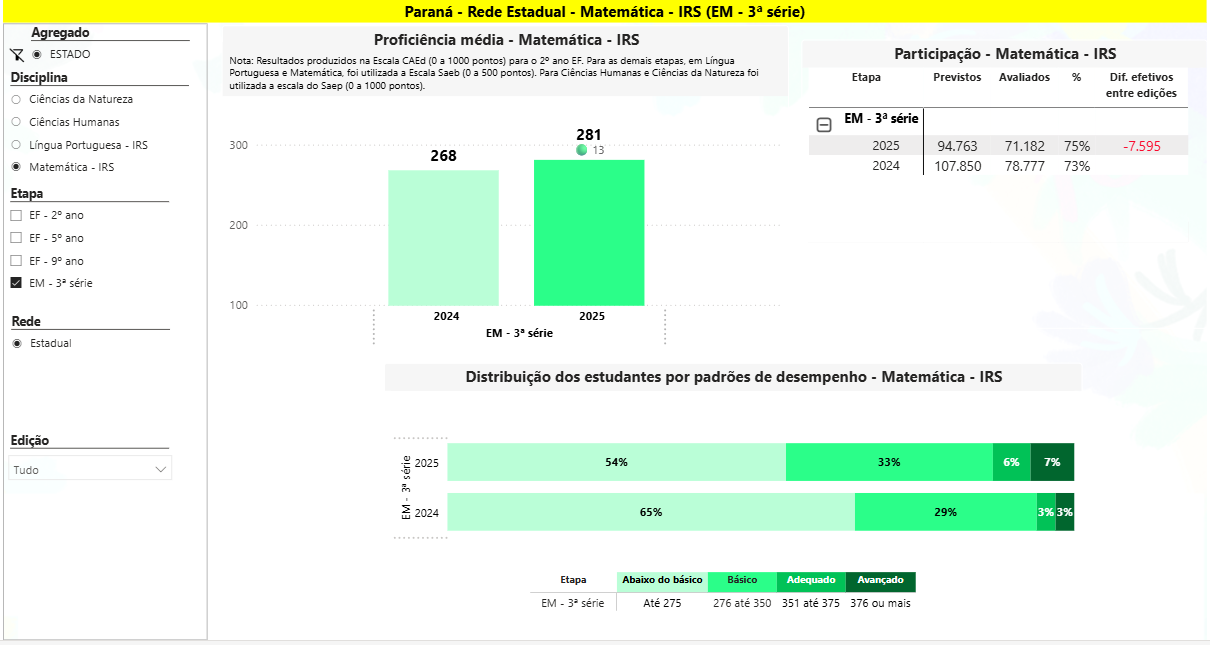 Paraná - Rede Estadual - Matemática - IRS (EM - 3ª série)
Agregado
ESTADO
Disciplina
Ciências da Natureza
Ciências Humanas
Língua Portuguesa - IRS
Matemática - IRS
Etapa
EF - 2º ano
EF - 5º ano
EF - 9º ano
EM - 3ª série
Rede
Estadual
Edição
Tudo
Proficiência média - Matemática - IRS
Nota: Resultados produzidos na Escala CAEd (0 a 1000 pontos) para o 2º ano EF. Para as demais etapas, em Língua
Portuguesa e Matemática, foi utilizada a Escala Saeb (0 a 500 pontos). Para Ciências Humanas e Ciências da Natureza foi
utilizada a escala do Saep (0 a 1000 pontos).
300
200
100
268
281
13
2024 2025
EM - 3ª série
Participação - Matemática - IRS
Etapa Previstos Avaliados % Dif. efetivos
entre edições
EM - 3ª série
2025 94.763 71.182 75% -7.595
2024 107.850 78.777 73%
Distribuição dos estudantes por padrões de desempenho - Matemática - IRS
EM - 3ª série
2025 54% 33% 6% 7%
2024 65% 29% 3% 3%
Etapa Abaixo do básico Básico Adequado Avançado
EM - 3ª série Até 275 276 até 350 351 até 375 376 ou mais